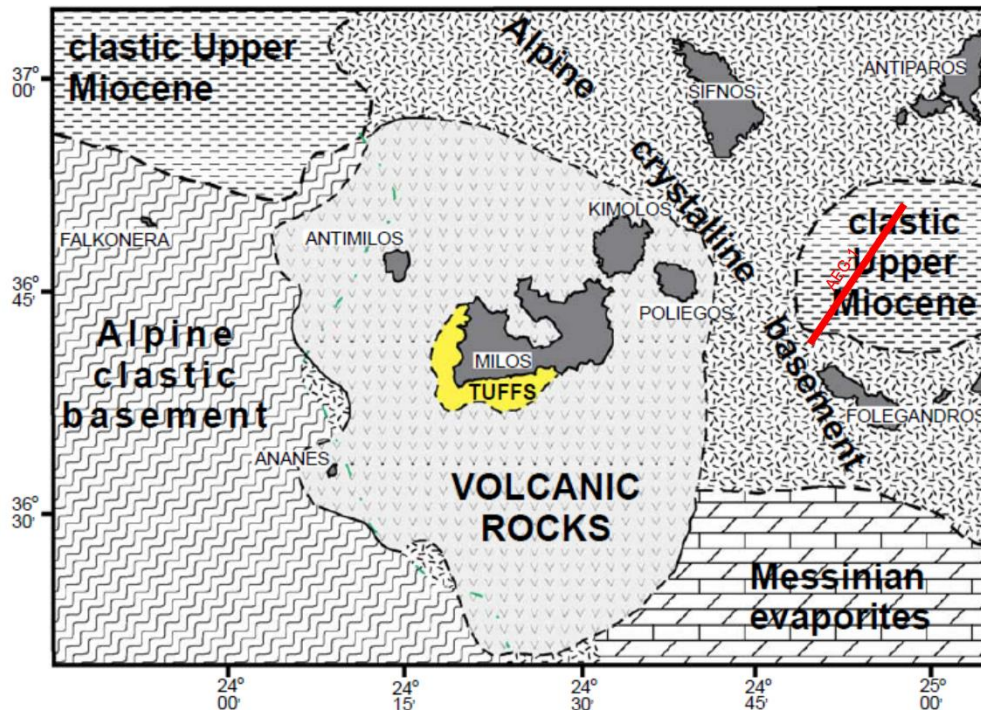 clastic Upper
Miocene
Alpine
crystalline
basement
SIFNOS
ANTIPAROS
37°
00'
FALKONERA
ANTIMILOS
KIMOLOS
POLIEGOS
clastic
Upper
Miocene
AEG-1
36°
45'
Alpine
clastic
basement
MILOS
TUFFS
FOLEGANDROS
ANANES
VOLCANIC
ROCKS
36°
30'
Messinian
evaporites
24°
00'
24°
15'
24°
30'
24°
45'
25°
00'